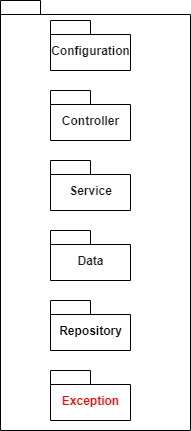 Configuration
Controller
Service
Data
Repository
Exception